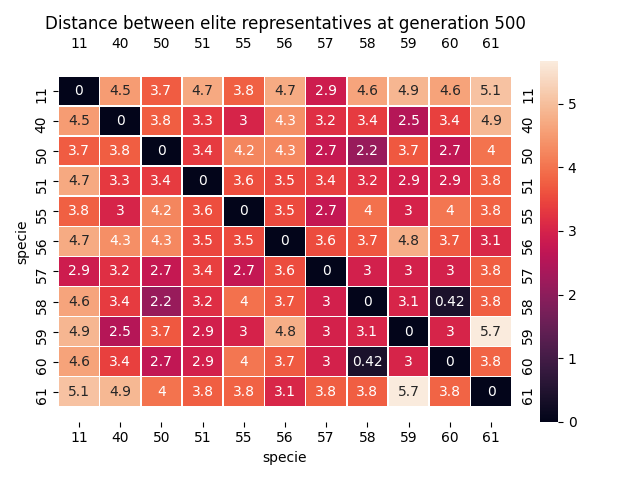 Distance between elite representatives at generation 500
11 40 50 51 55 56 57 58 59 60 61
11 0 4.5 3.7 4.7 3.8 4.7 2.9 4.6 4.9 4.6 5.1 11
40 4.5 0 3.8 3.3 3 4.3 3.2 3.4 2.5 3.4 4.9 40
50 3.7 3.8 0 3.4 4.2 4.3 2.7 2.2 3.7 2.7 4 50
51 4.7 3.3 3.4 0 3.6 3.5 3.4 3.2 2.9 2.9 3.8 51
55 3.8 3 4.2 3.6 0 3.5 2.7 4 3 4 3.8 55
56 4.7 4.3 4.3 3.5 3.5 0 3.6 3.7 4.8 3.7 3.1 56
57 2.9 3.2 2.7 3.4 2.7 3.6 0 3 3 3 3.8 57
58 4.6 3.4 2.2 3.2 4 3.7 3 0 3.1 0.42 3.8 58
59 4.9 2.5 3.7 2.9 3 4.8 3 3.1 0 3 5.7 59
60 4.6 3.4 2.7 2.9 4 3.7 3 0.42 3 0 3.8 60
61 5.1 4.9 4 3.8 3.8 3.1 3.8 3.8 5.7 3.8 0 61
11 40 50 51 55 56 57 58 59 60 61
specie
specie
5
4
3
2
1
0